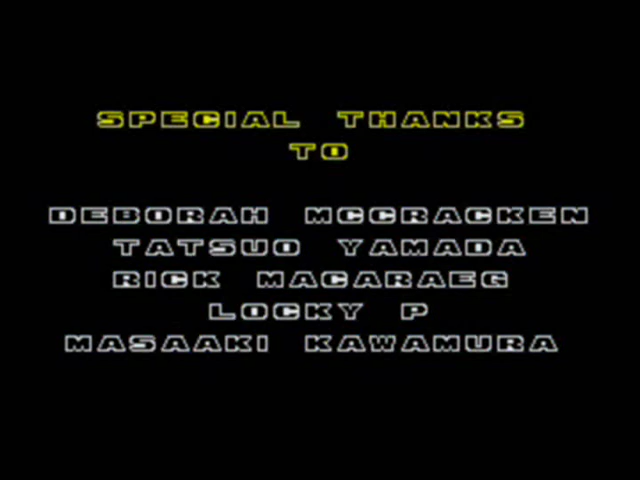 SPECIAL THANKS
TO
DEBORAH MCCRACKEN
TATSUO YAMADA
RICK MACARAEG
LOCKY P
MASAAKI KAWAMURA